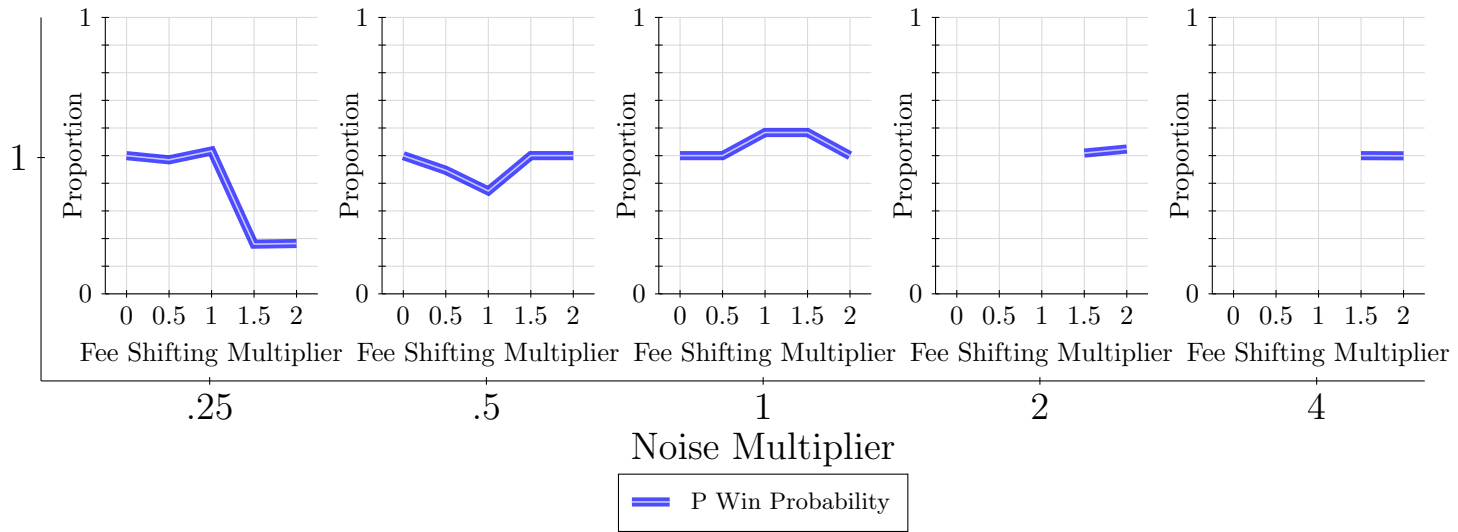 1 1 1 1 1
Proportion Proportion Proportion Proportion Proportion
1
0 0 0 0 0
0 0.5 1 1.5 2 0 0.5 1 1.5 2 0 0.5 1 1.5 2 0 0.5 1 1.5 2 0 0.5 1 1.5 2
Fee Shifting Multiplier Fee Shifting Multiplier Fee Shifting Multiplier Fee Shifting Multiplier Fee Shifting Multiplier
.25 .5 1 2 4
Noise Multiplier
P Win Probability